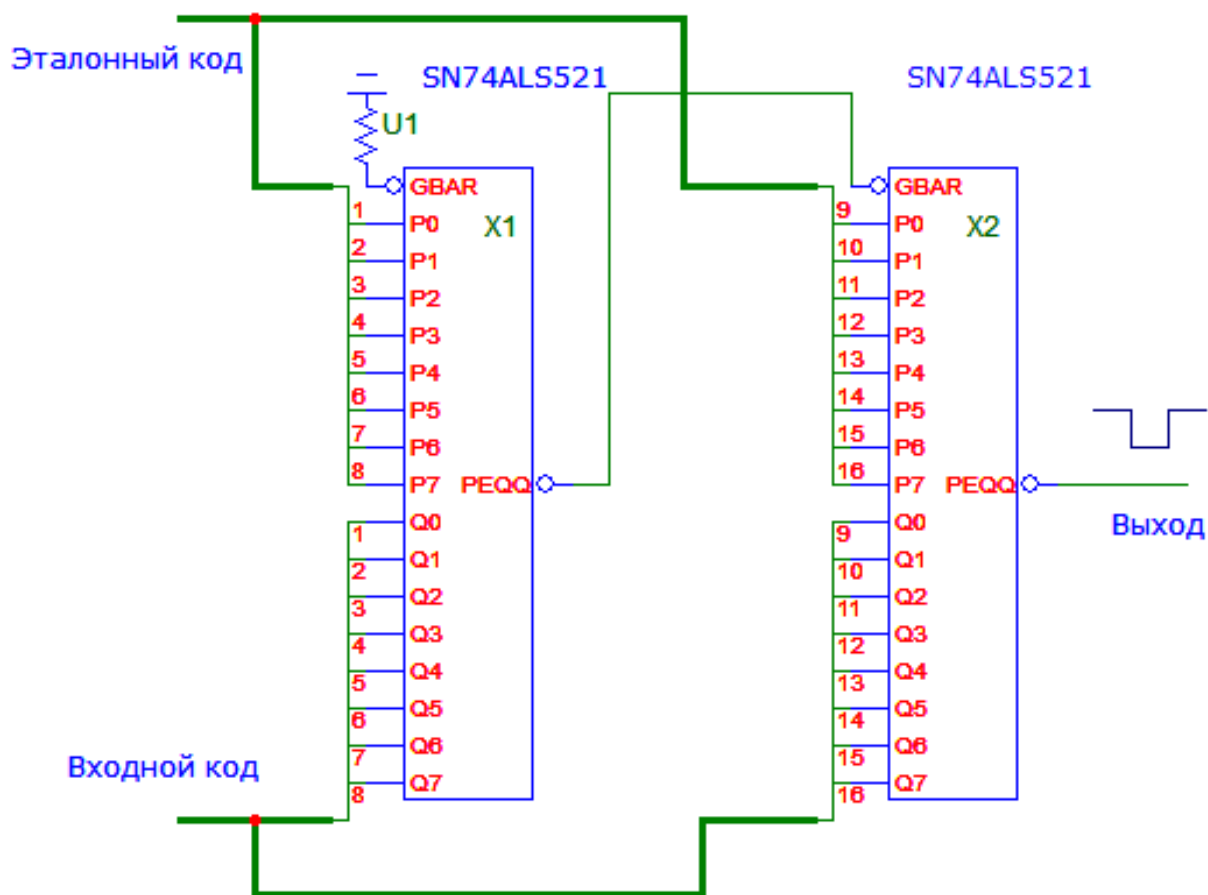 Эталонный код
SN74ALS521
SN74ALS521
U1
GBAR
X1
1 P0
2 P1
3 P2
4 P3
5 P4
6 P5
7 P6
8 P7
PEQQ
Q0
1
Q1
2
Q2
3
Q3
4
Q4
5
Q5
6
Q6
7
Q7
8
GBAR
X2
9 P0
10 P1
11 P2
12 P3
13 P4
14 P5
15 P6
16 P7
PEQQ
Q0
9
Q1
10
Q2
11
Q3
12
Q4
13
Q5
14
Q6
15
Q7
16
Выход
Входной код